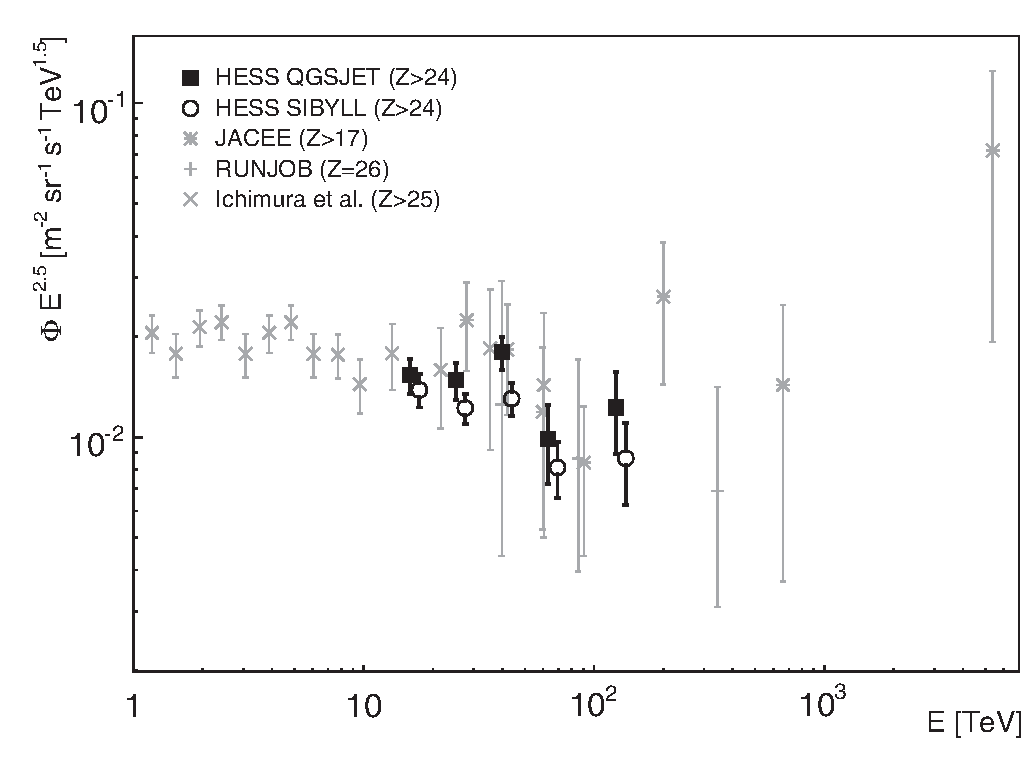 Φ E^2.5 [m^-2 sr^-1 s^-1 TeV^1.5]
10^-1
10^-2
HESS QGSJET (Z>24)
HESS SIBYLL (Z>24)
JACEE (Z>17)
RUNJOB (Z=26)
Ichimura et al. (Z>25)
1 10 10^2 10^3
E [TeV]